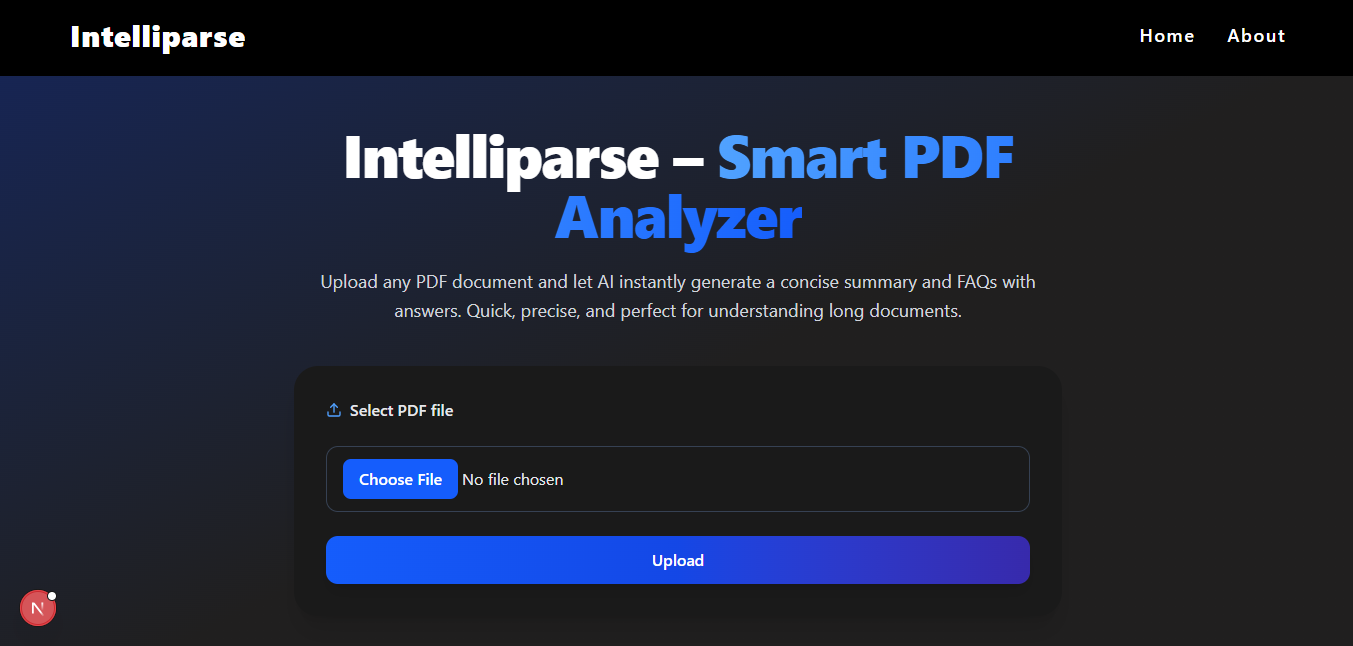 Intelliparse
Home
About
Intelliparse – Smart PDF
Analyzer
Upload any PDF document and let AI instantly generate a concise summary and FAQs with
answers. Quick, precise, and perfect for understanding long documents.
Select PDF file
Choose File No file chosen
Upload
N